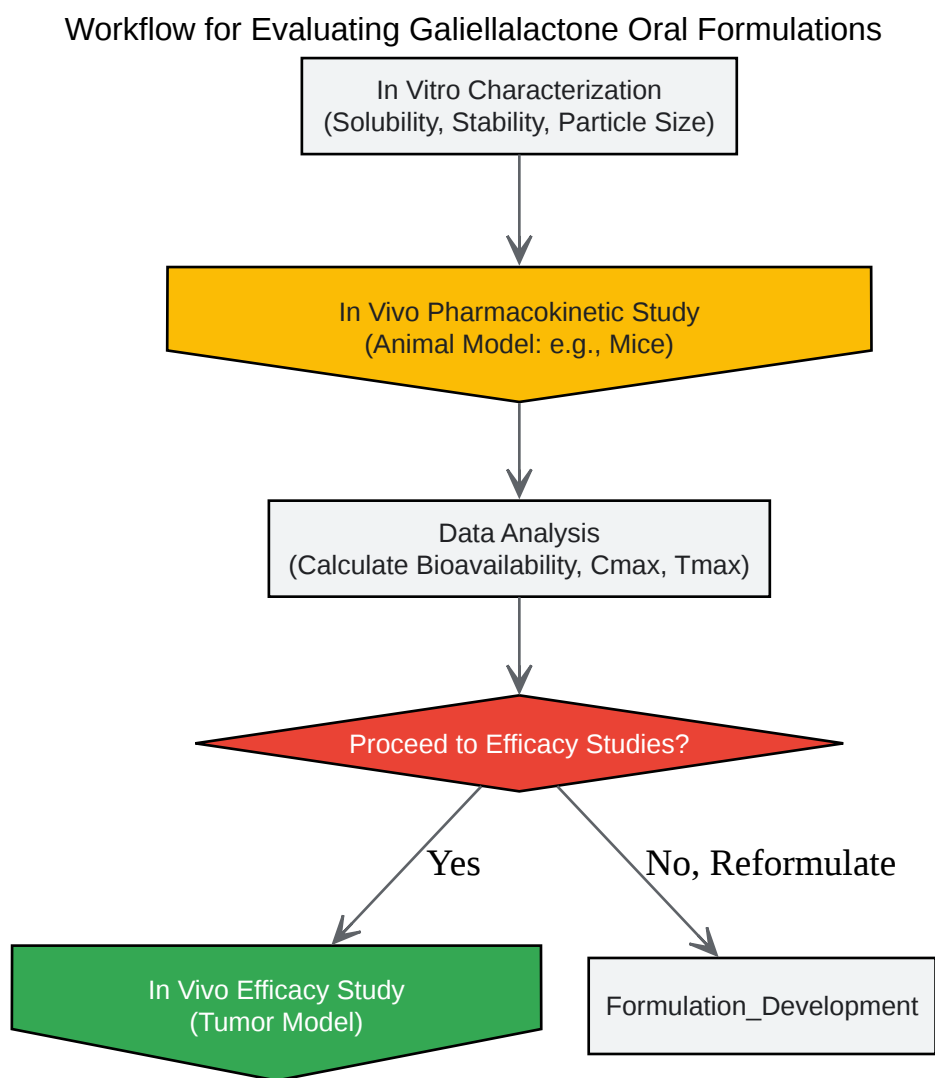 Workflow for Evaluating Galiellalactone Oral Formulations
In Vitro Characterization
(Solubility, Stability, Particle Size)
In Vivo Pharmacokinetic Study
(Animal Model: e.g., Mice)
Data Analysis
(Calculate Bioavailability, Cmax, Tmax)
Proceed to Efficacy Studies?
Yes
No, Reformulate
In Vivo Efficacy Study
(Tumor Model)
Formulation_Development